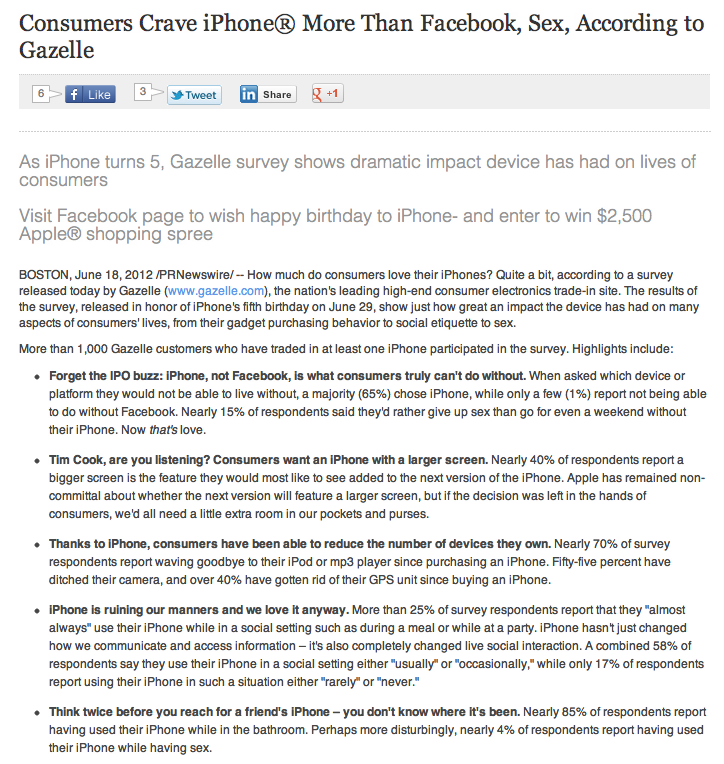 Consumers Crave iPhone® More Than Facebook, Sex, According to
Gazelle
6 f Like 3 Tweet in Share g +1
As iPhone turns 5, Gazelle survey shows dramatic impact device has had on lives of
consumers
Visit Facebook page to wish happy birthday to iPhone- and enter to win $2,500
Apple® shopping spree
BOSTON, June 18, 2012 /PRNewswire/ -- How much do consumers love their iPhones? Quite a bit, according to a survey
released today by Gazelle (www.gazelle.com), the nation's leading high-end consumer electronics trade-in site. The results of
the survey, released in honor of iPhone's fifth birthday on June 29, show just how great an impact the device has had on many
aspects of consumers' lives, from their gadget purchasing behavior to social etiquette to sex.
More than 1,000 Gazelle customers who have traded in at least one iPhone participated in the survey. Highlights include:
• Forget the IPO buzz: iPhone, not Facebook, is what consumers truly can't do without. When asked which device or
platform they would not be able to live without, a majority (65%) chose iPhone, while only a few (1%) report not being able
to do without Facebook. Nearly 15% of respondents said they'd rather give up sex than go for even a weekend without
their iPhone. Now that's love.
• Tim Cook, are you listening? Consumers want an iPhone with a larger screen. Nearly 40% of respondents report a
bigger screen is the feature they would most like to see added to the next version of the iPhone. Apple has remained non-
committal about whether the next version will feature a larger screen, but if the decision was left in the hands of
consumers, we'd all need a little extra room in our pockets and purses.
• Thanks to iPhone, consumers have been able to reduce the number of devices they own. Nearly 70% of survey
respondents report waving goodbye to their iPod or mp3 player since purchasing an iPhone. Fifty-five percent have
ditched their camera, and over 40% have gotten rid of their GPS unit since buying an iPhone.
• iPhone is ruining our manners and we love it anyway. More than 25% of survey respondents report that they "almost
always" use their iPhone while in a social setting such as during a meal or while at a party. iPhone hasn't just changed
how we communicate and access information – it's also completely changed live social interaction. A combined 58% of
respondents say they use their iPhone in a social setting either "usually" or "occasionally," while only 17% of respondents
report using their iPhone in such a situation either "rarely" or "never."
• Think twice before you reach for a friend's iPhone – you don't know where it's been. Nearly 85% of respondents report
having used their iPhone while in the bathroom. Perhaps more disturbingly, nearly 4% of respondents report having used
their iPhone while having sex.